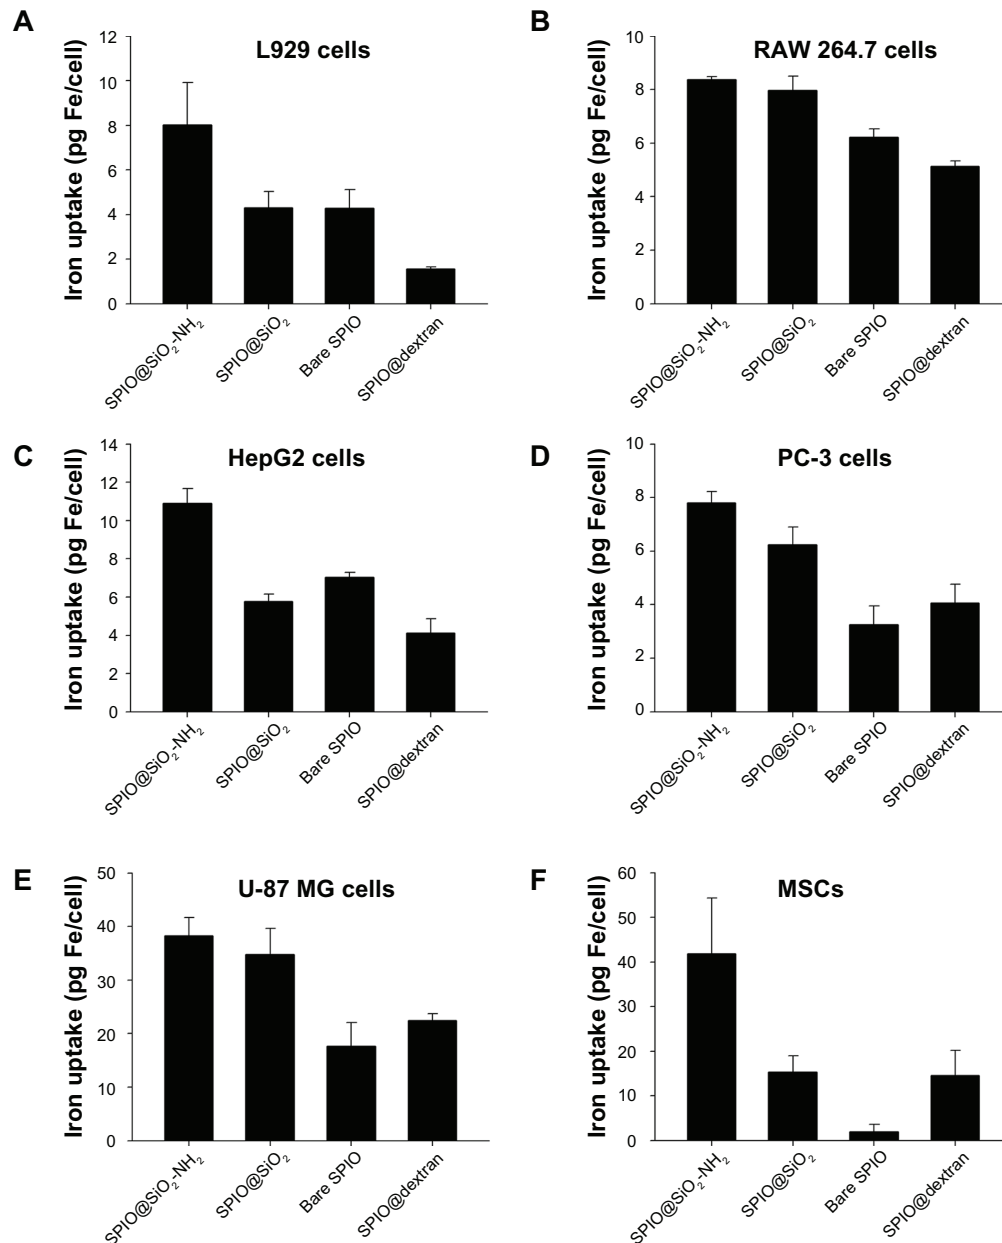 A
L929 cells
Iron uptake (pg Fe/cell)
12
10
8
6
4
2
0
SPIO@SiO₂-NH₂
SPIO@SiO₂
Bare SPIO
SPIO@dextran
B
RAW 264.7 cells
Iron uptake (pg Fe/cell)
10
8
6
4
2
0
SPIO@SiO₂-NH₂
SPIO@SiO₂
Bare SPIO
SPIO@dextran
C
HepG2 cells
Iron uptake (pg Fe/cell)
14
12
10
8
6
4
2
0
SPIO@SiO₂-NH₂
SPIO@SiO₂
Bare SPIO
SPIO@dextran
D
PC-3 cells
Iron uptake (pg Fe/cell)
10
8
6
4
2
0
SPIO@SiO₂-NH₂
SPIO@SiO₂
Bare SPIO
SPIO@dextran
E
U-87 MG cells
Iron uptake (pg Fe/cell)
50
40
30
20
10
0
SPIO@SiO₂-NH₂
SPIO@SiO₂
Bare SPIO
SPIO@dextran
F
MSCs
Iron uptake (pg Fe/cell)
60
50
40
30
20
10
0
SPIO@SiO₂-NH₂
SPIO@SiO₂
Bare SPIO
SPIO@dextran